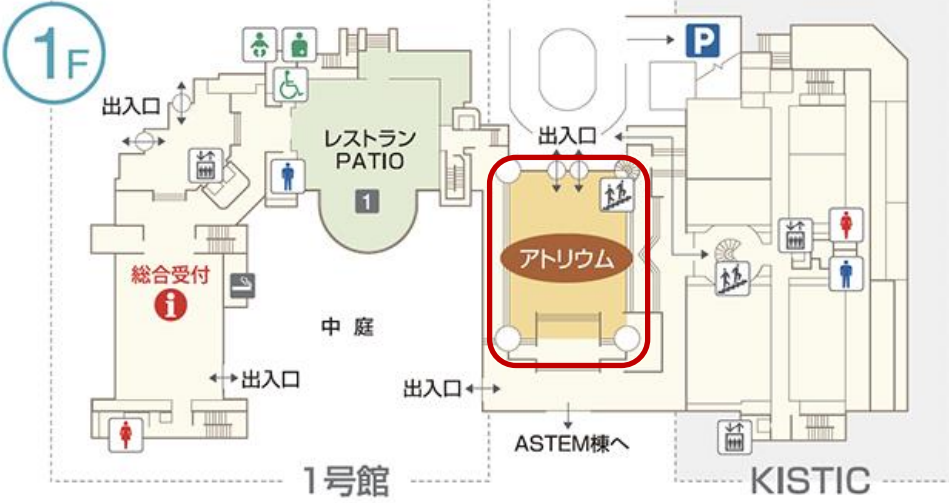 1F
P
出入口
出入口
レストラン
PATIO
1
アトリウム
総合受付
i
中庭
出入口
出入口
ASTEM棟へ
1号館
KISTIC